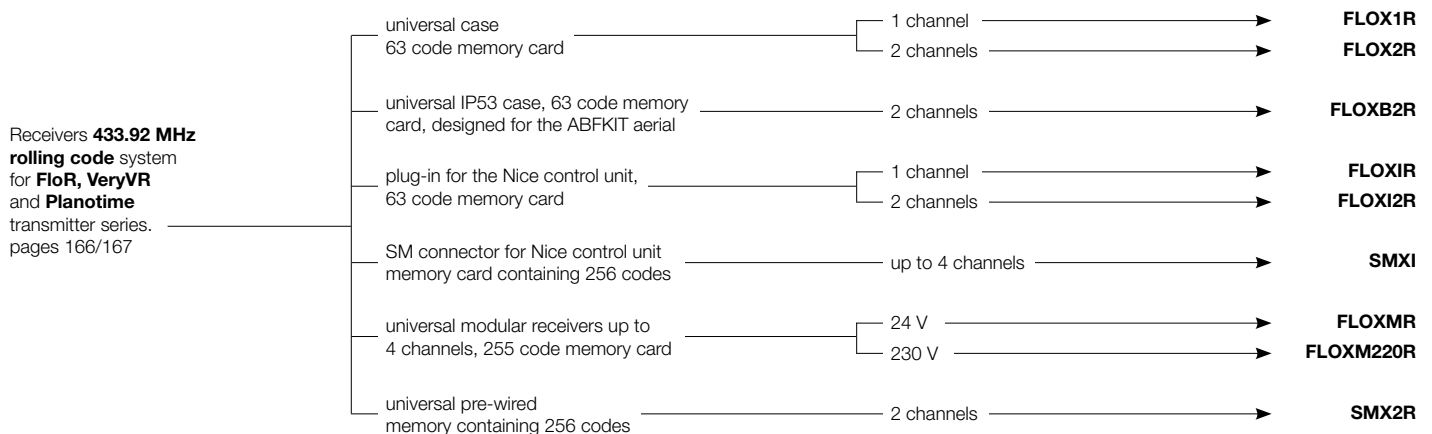 Receivers 433.92 MHz
rolling code system
for FloR, VeryVR
and Planotime
transmitter series.
pages 166/167
universal case
63 code memory card
1 channel
FLOX1R
2 channels
FLOX2R
universal IP53 case, 63 code memory
card, designed for the ABFKIT aerial
2 channels
FLOXB2R
plug-in for the Nice control unit,
63 code memory card
1 channel
FLOXIR
2 channels
FLOXI2R
SM connector for Nice control unit
memory card containing 256 codes
up to 4 channels
SMXI
universal modular receivers up to
4 channels, 255 code memory card
24 V
FLOXMR
230 V
FLOXM220R
universal pre-wired
memory containing 256 codes
2 channels
SMX2R